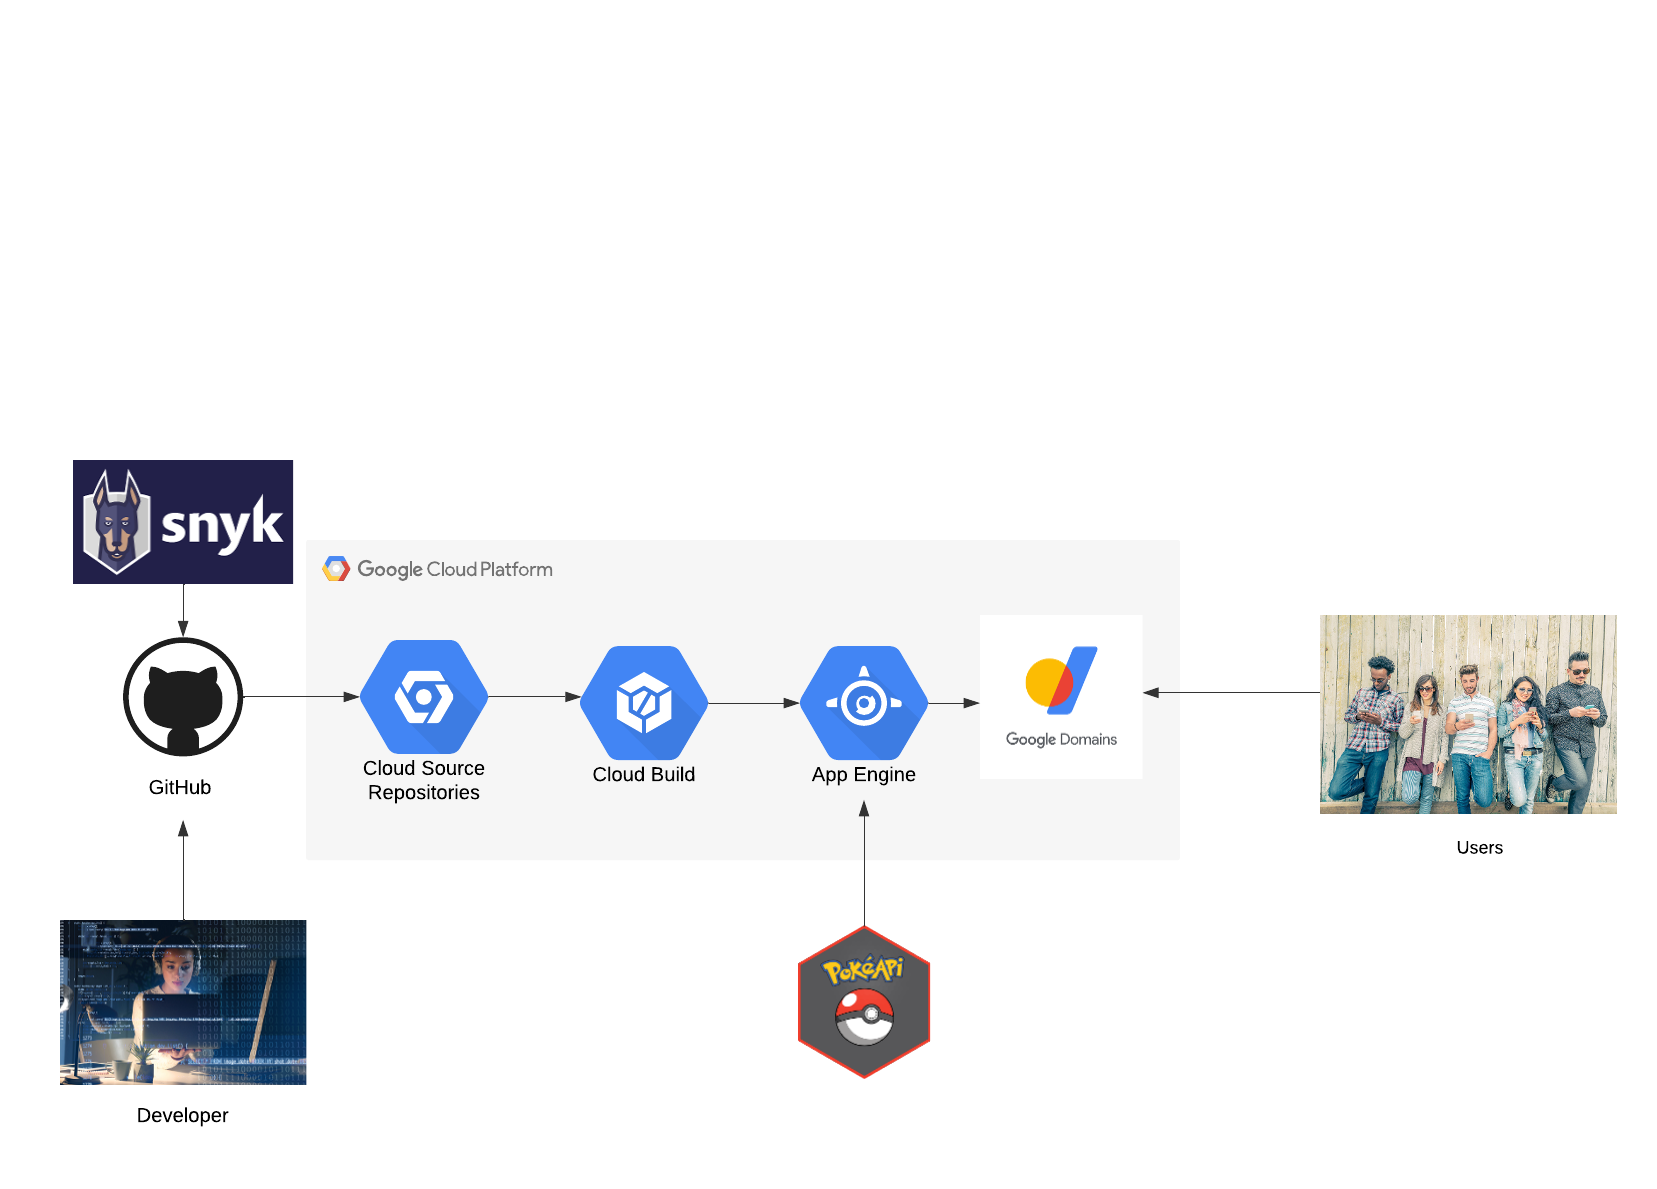 snyk
Google Cloud Platform
Google Domains
Cloud Source
Repositories
Cloud Build
App Engine
GitHub
Users
PokéApi
Developer